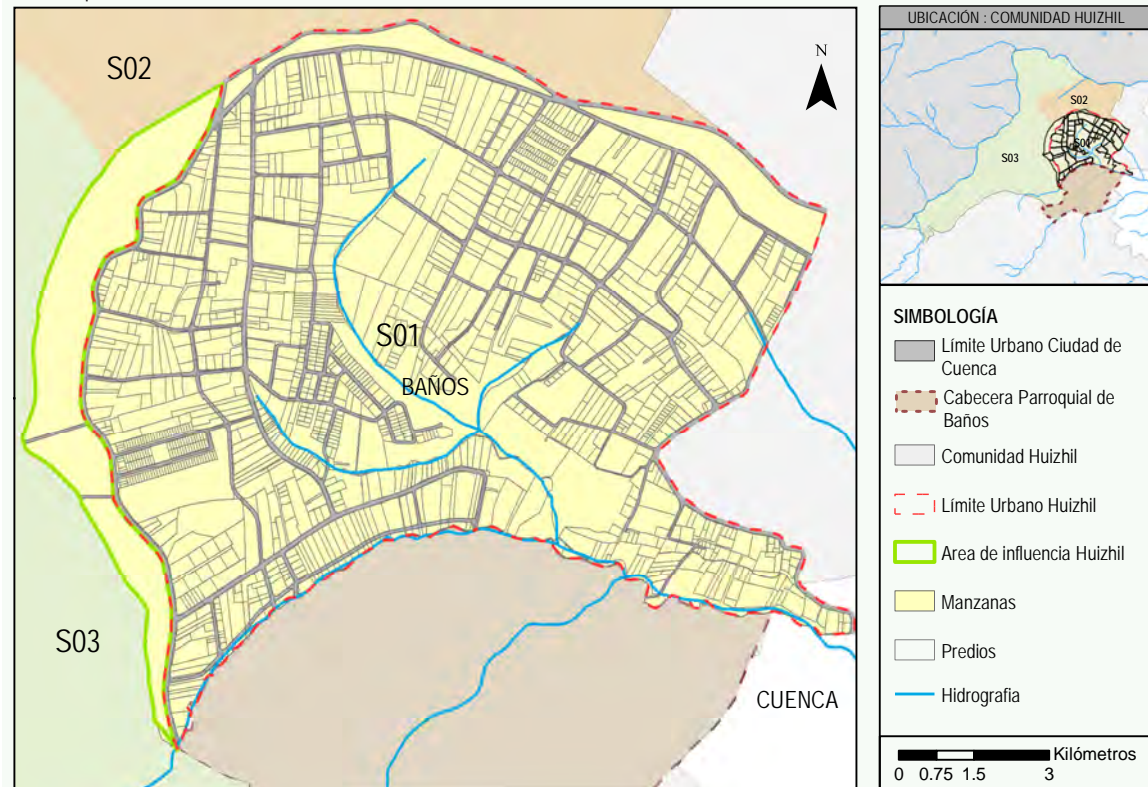 S02
N
S01
BAÑOS
S03
CUENCA
UBICACIÓN : COMUNIDAD HUIZHIL
S02
S03
SIMBOLOGÍA
Límite Urbano Ciudad de
Cuenca
Cabecera Parroquial de
Baños
Comunidad Huizhil
Límite Urbano Huizhil
Area de influencia Huizhil
Manzanas
Predios
Hidrografia
Kilómetros
0 0.75 1.5 3